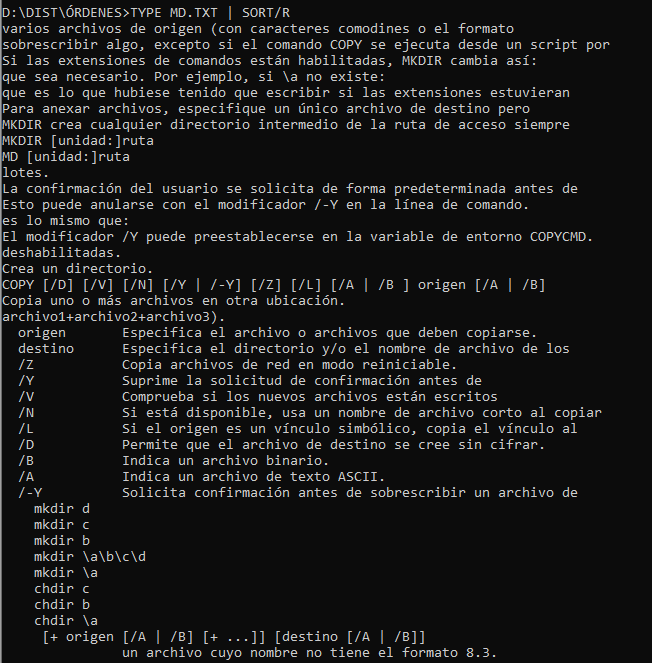 D:\DIST\ÓRDENES>TYPE MD.TXT | SORT/R
varios archivos de origen (con caracteres comodines o el formato
sobrescribir algo, excepto si el comando COPY se ejecuta desde un script por
Si las extensiones de comandos están habilitadas, MKDIR cambia así:
que sea necesario. Por ejemplo, si \a no existe:
que es lo que hubiese tenido que escribir si las extensiones estuvieran
Para anexar archivos, especifique un único archivo de destino pero
MKDIR crea cualquier directorio intermedio de la ruta de acceso siempre
MKDIR [unidad:]ruta
MD [unidad:]ruta
lotes.
La confirmación del usuario se solicita de forma predeterminada antes de
Esto puede anularse con el modificador /-Y en la línea de comando.
es lo mismo que:
El modificador /Y puede preestablecerse en la variable de entorno COPYCMD.
deshabilitadas.
Crea un directorio.
COPY [/D] [/V] [/N] [/Y | /-Y] [/Z] [/L] [/A | /B ] origen [/A | /B]
Copia uno o más archivos en otra ubicación.
archivo1+archivo2+archivo3).
  origen       Especifica el archivo o archivos que deben copiarse.
  destino      Especifica el directorio y/o el nombre de archivo de los
  /Z           Copia archivos de red en modo reiniciable.
  /Y           Suprime la solicitud de confirmación antes de
  /V           Comprueba si los nuevos archivos están escritos
  /N           Si está disponible, usa un nombre de archivo corto al copiar
  /L           Si el origen es un vínculo simbólico, copia el vínculo al
  /D           Permite que el archivo de destino se cree sin cifrar.
  /B           Indica un archivo binario.
  /A           Indica un archivo de texto ASCII.
  /-Y          Solicita confirmación antes de sobrescribir un archivo de
    mkdir d
    mkdir c
    mkdir b
    mkdir \a\b\c\d
    mkdir \a
    chdir c
    chdir b
    chdir \a
     [+ origen [/A | /B] [+ ...]] [destino [/A | /B]]
               un archivo cuyo nombre no tiene el formato 8.3.